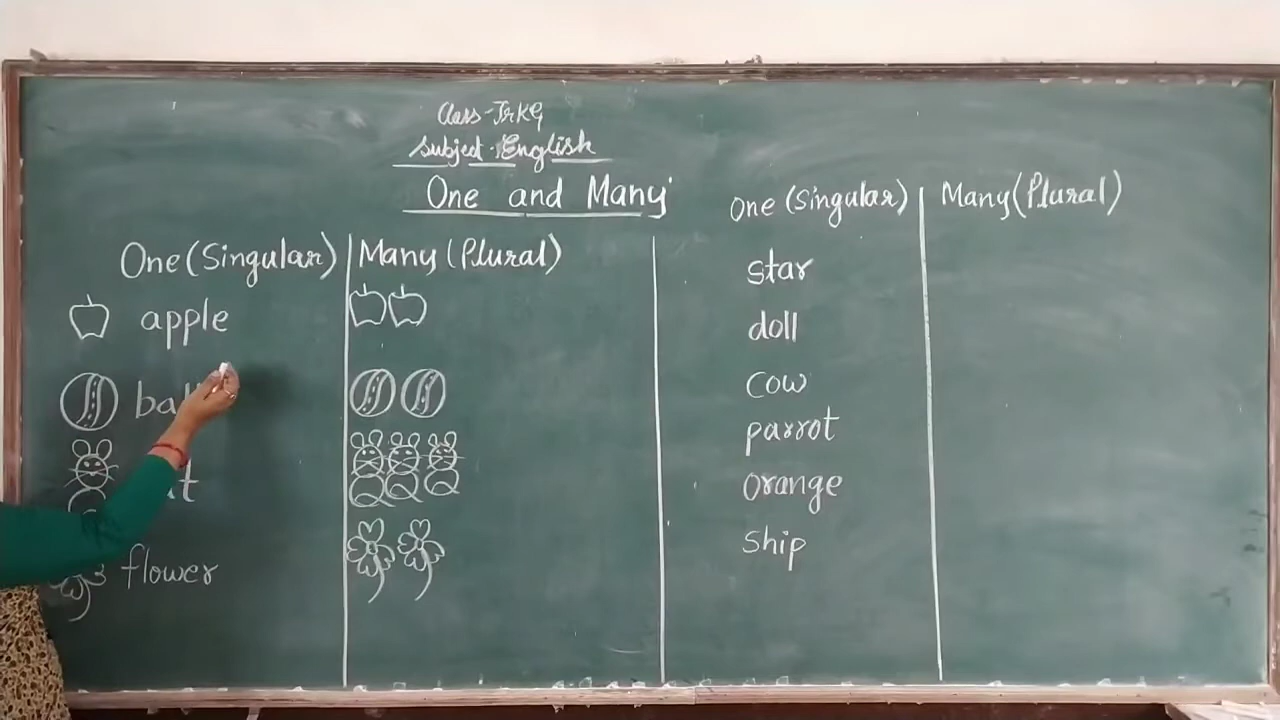 Class-Jr KG
Subject-English
One and Many
One (Singular) Many (Plural)
apple
flower
One (Singular) Many (Plural)
star
doll
cow
parrot
orange
ship